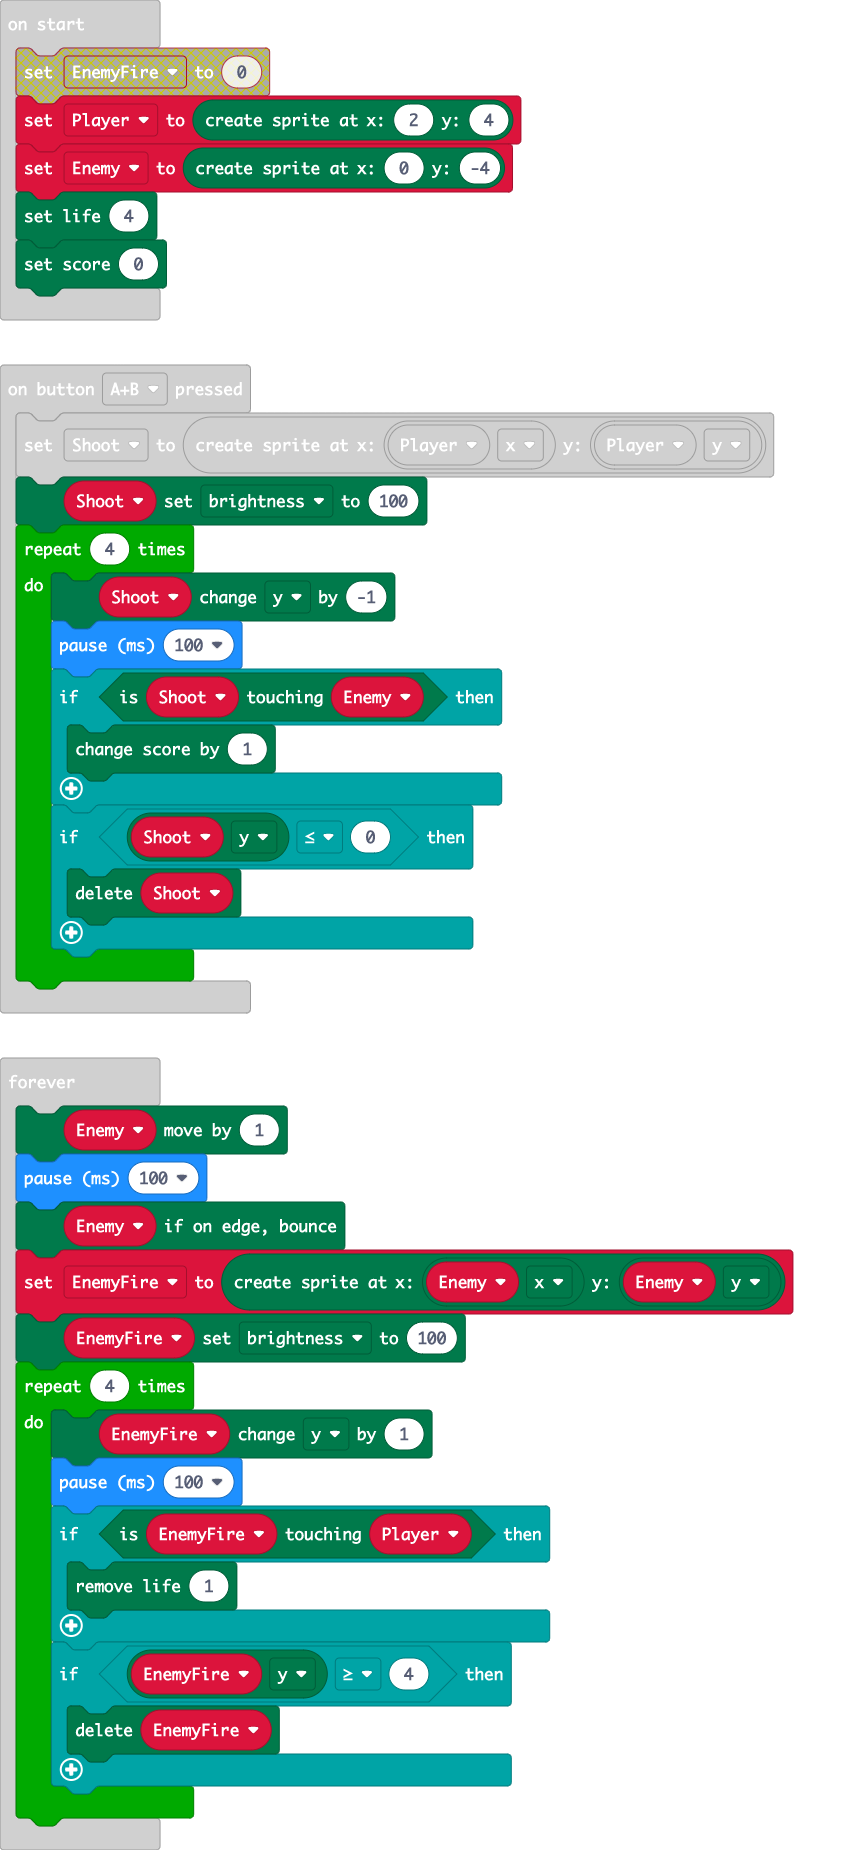 on start
set EnemyFire to 0
set Player to create sprite at x: 2 y: 4
set Enemy to create sprite at x: 0 y: -4
set life 4
set score 0
on button A+B pressed
set Shoot to create sprite at x: Player x y: Player y
Shoot set brightness to 100
repeat 4 times
do
Shoot change y by -1
pause (ms) 100
if is Shoot touching Enemy then
change score by 1
if Shoot y ≤ 0 then
delete Shoot
forever
Enemy move by 1
pause (ms) 100
Enemy if on edge, bounce
set EnemyFire to create sprite at x: Enemy x y: Enemy y
EnemyFire set brightness to 100
repeat 4 times
do
EnemyFire change y by 1
pause (ms) 100
if is EnemyFire touching Player then
remove life 1
if EnemyFire y ≥ 4 then
delete EnemyFire